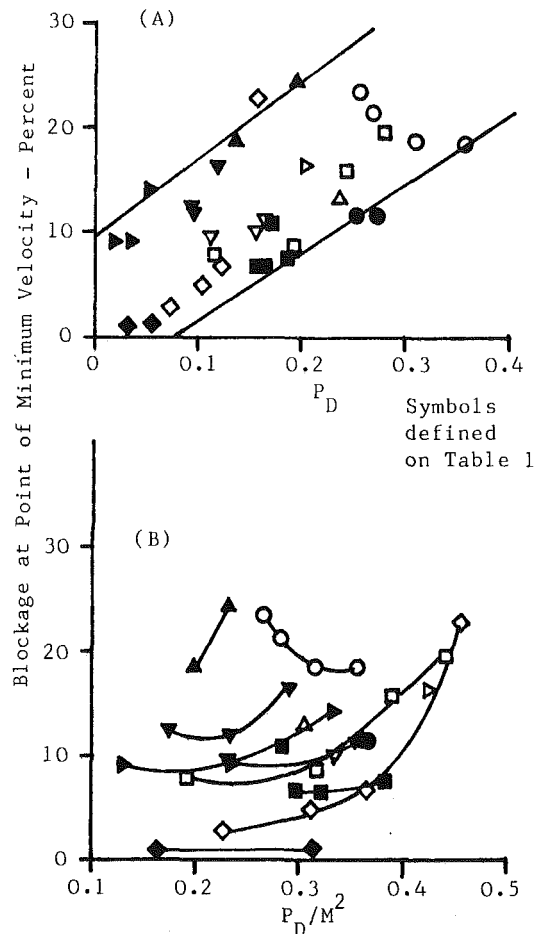 Blockage at Point of Minimum Velocity - Percent
(A)
30
20
10
0
0
0.1
0.2
0.3
0.4
P_D
Symbols
defined
on Table 1
(B)
30
20
10
0
0.1
0.2
0.3
0.4
0.5
P_D/M²